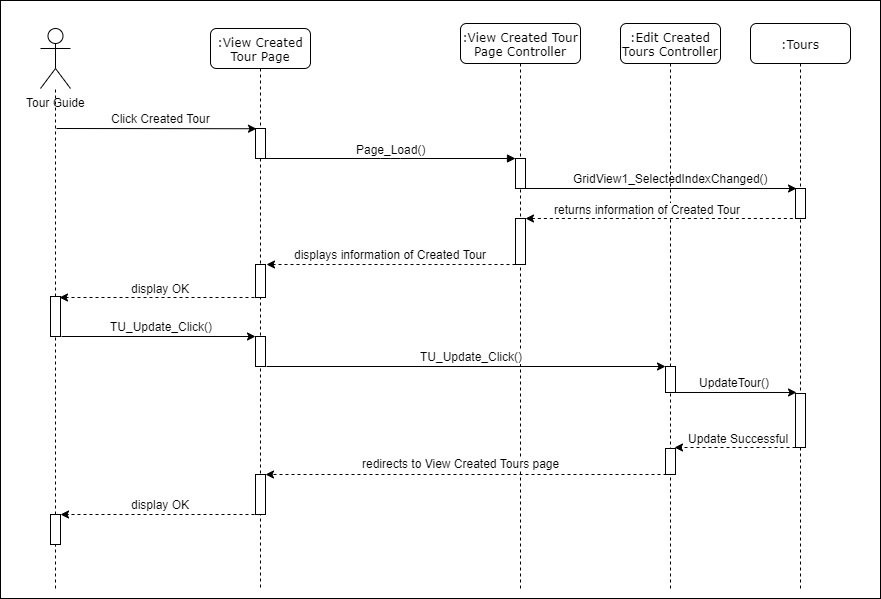 :View Created
Tour Page
:View Created Tour
Page Controller
:Edit Created
Tours Controller
:Tours
Tour Guide
Click Created Tour
Page_Load()
GridView1_SelectedIndexChanged()
returns information of Created Tour
displays information of Created Tour
display OK
TU_Update_Click()
TU_Update_Click()
UpdateTour()
Update Successful
redirects to View Created Tours page
display OK